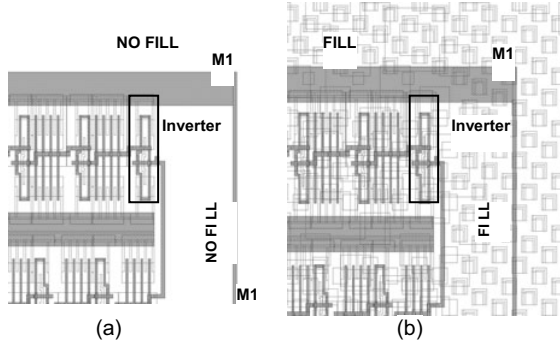 NO FILL
M1
Inverter
NO FILL
M1
(a)
FILL
M1
Inverter
FILL
(b)